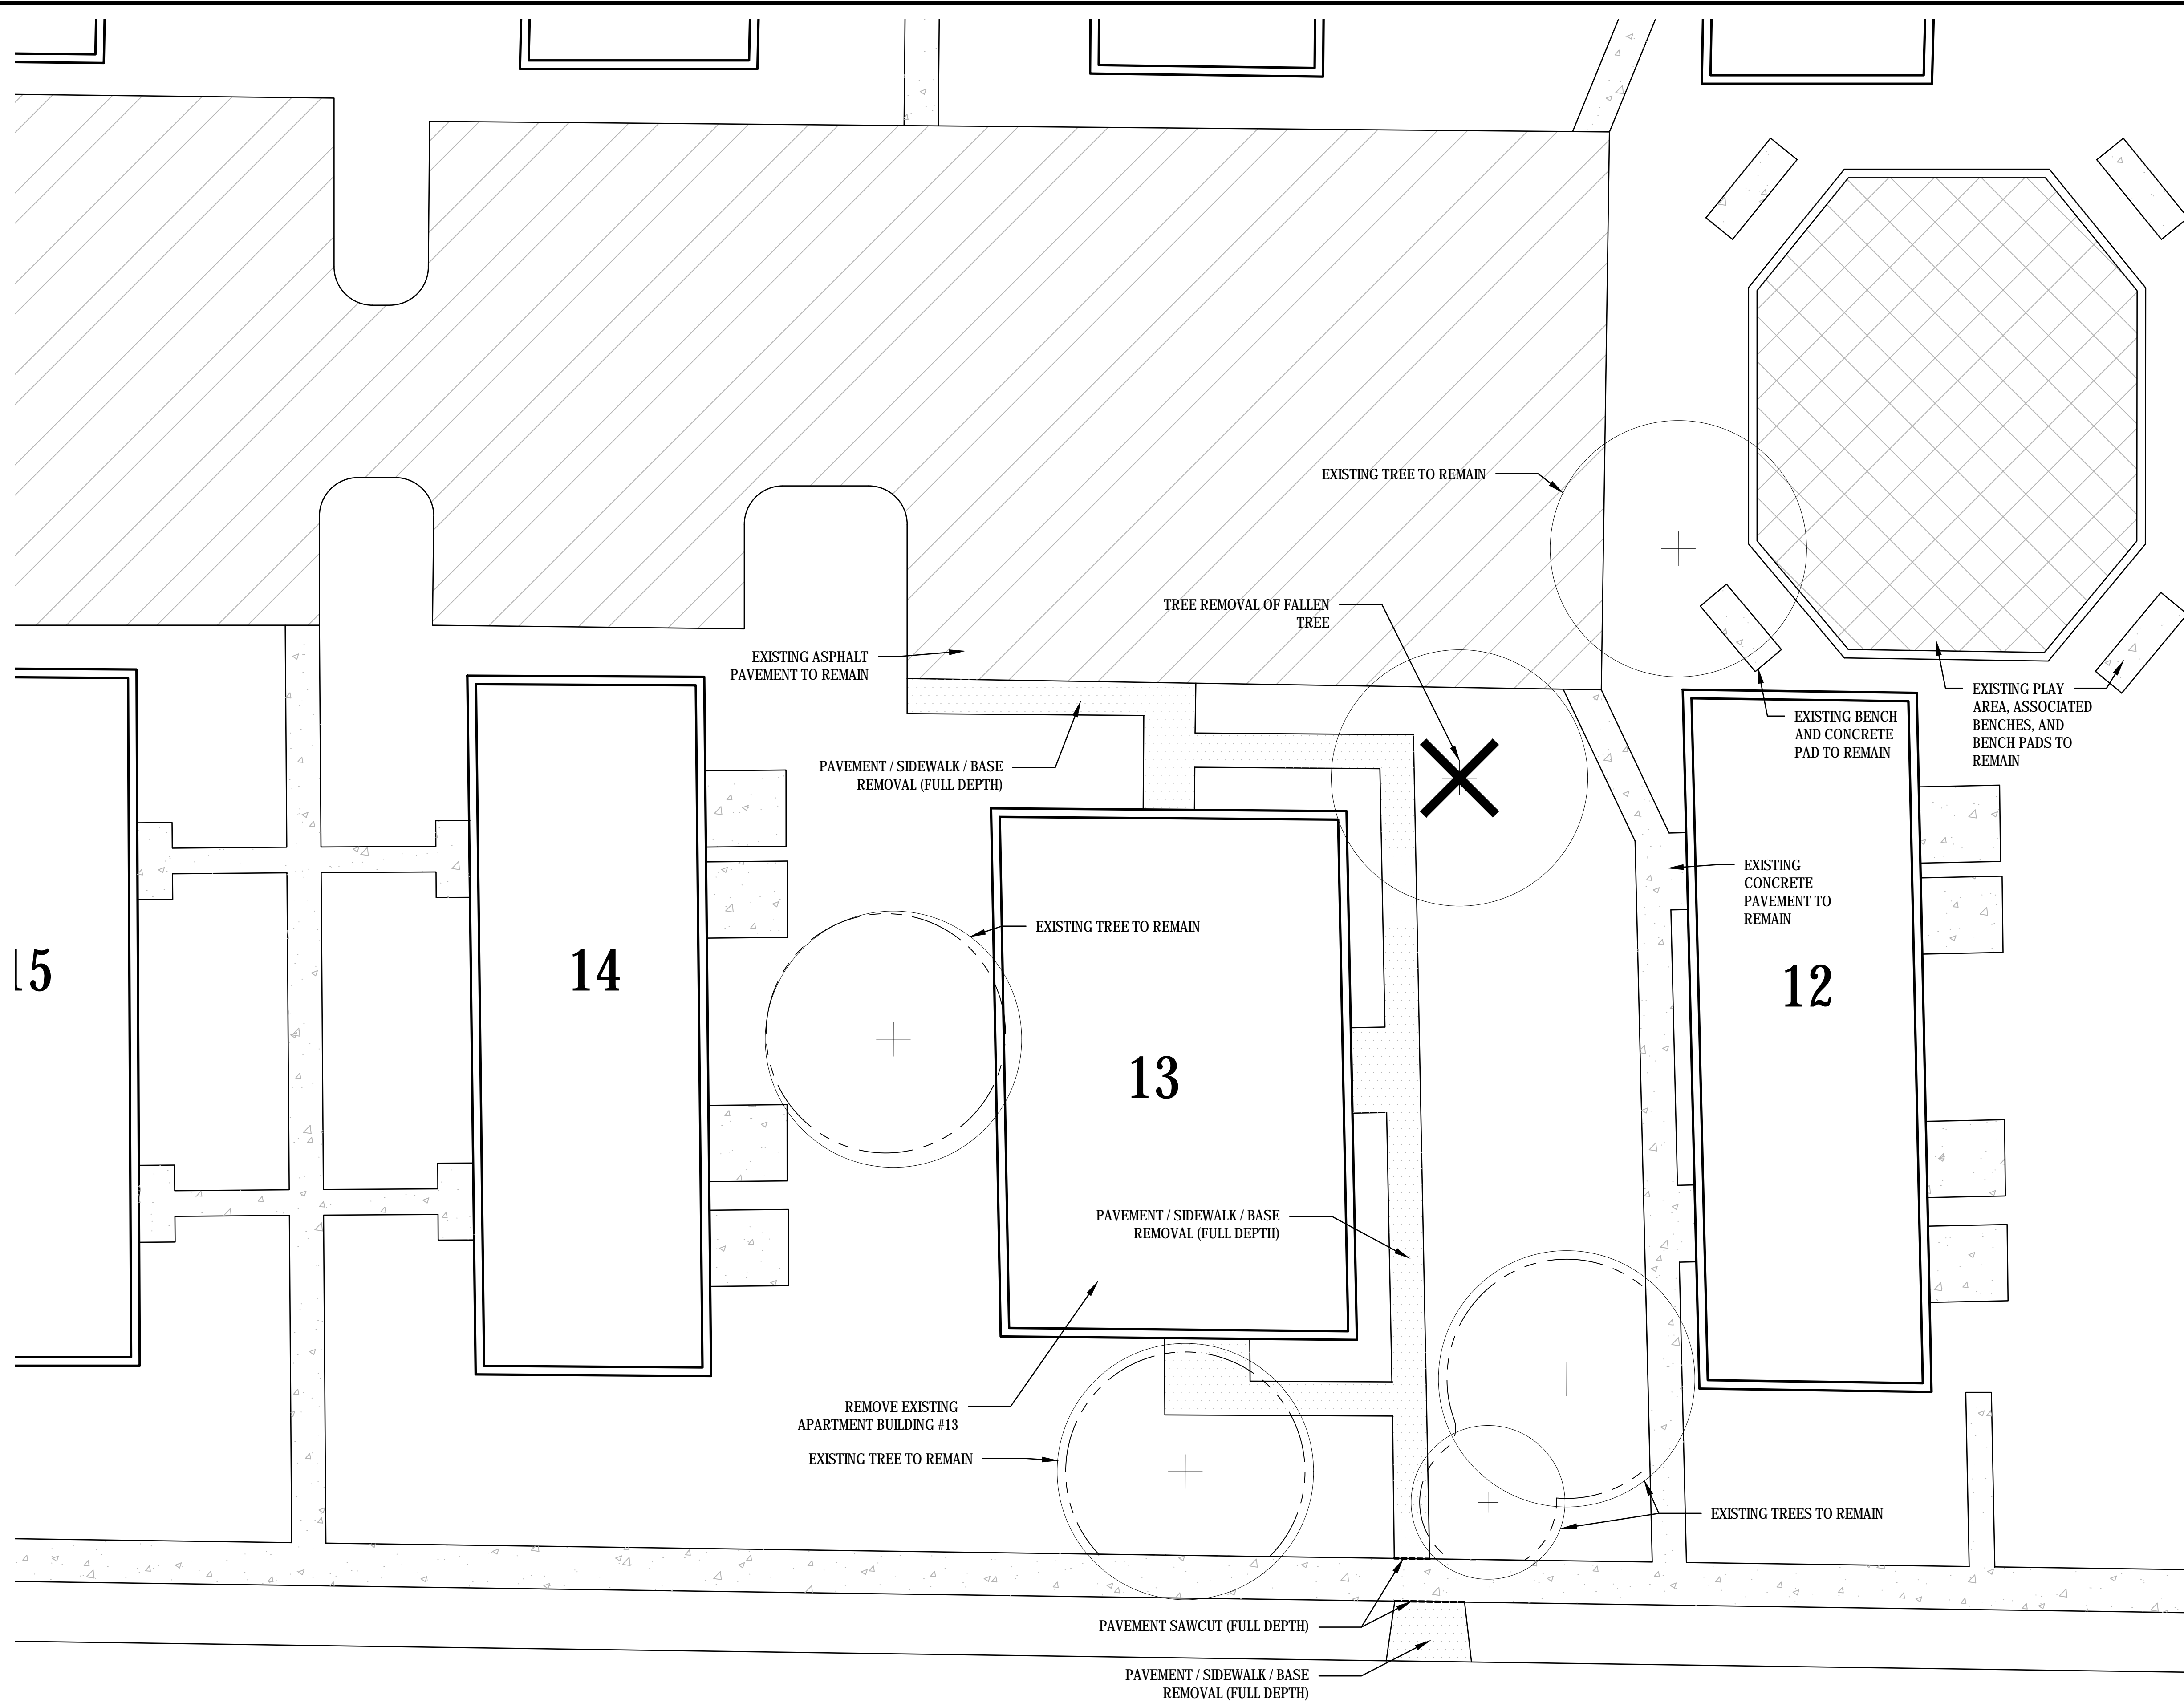 EXISTING TREE TO REMAIN
TREE REMOVAL OF FALLEN
TREE
EXISTING ASPHALT
PAVEMENT TO REMAIN
EXISTING PLAY
AREA, ASSOCIATED
BENCHES, AND
BENCH PADS TO
REMAIN
EXISTING BENCH
AND CONCRETE
PAD TO REMAIN
PAVEMENT / SIDEWALK / BASE
REMOVAL (FULL DEPTH)
EXISTING
CONCRETE
PAVEMENT TO
REMAIN
EXISTING TREE TO REMAIN
15
14
12
13
PAVEMENT / SIDEWALK / BASE
REMOVAL (FULL DEPTH)
REMOVE EXISTING
APARTMENT BUILDING #13
EXISTING TREE TO REMAIN
EXISTING TREES TO REMAIN
PAVEMENT SAWCUT (FULL DEPTH)
PAVEMENT / SIDEWALK / BASE
REMOVAL (FULL DEPTH)